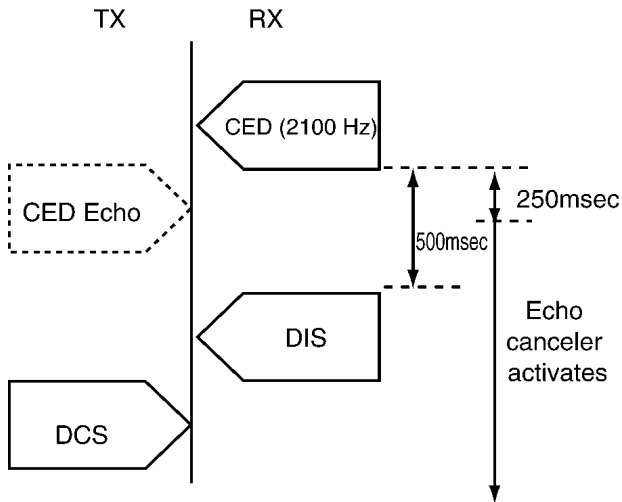 TX
RX
CED (2100 Hz)
CED Echo
250msec
500msec
DIS
Echo
canceler
activates
DCS